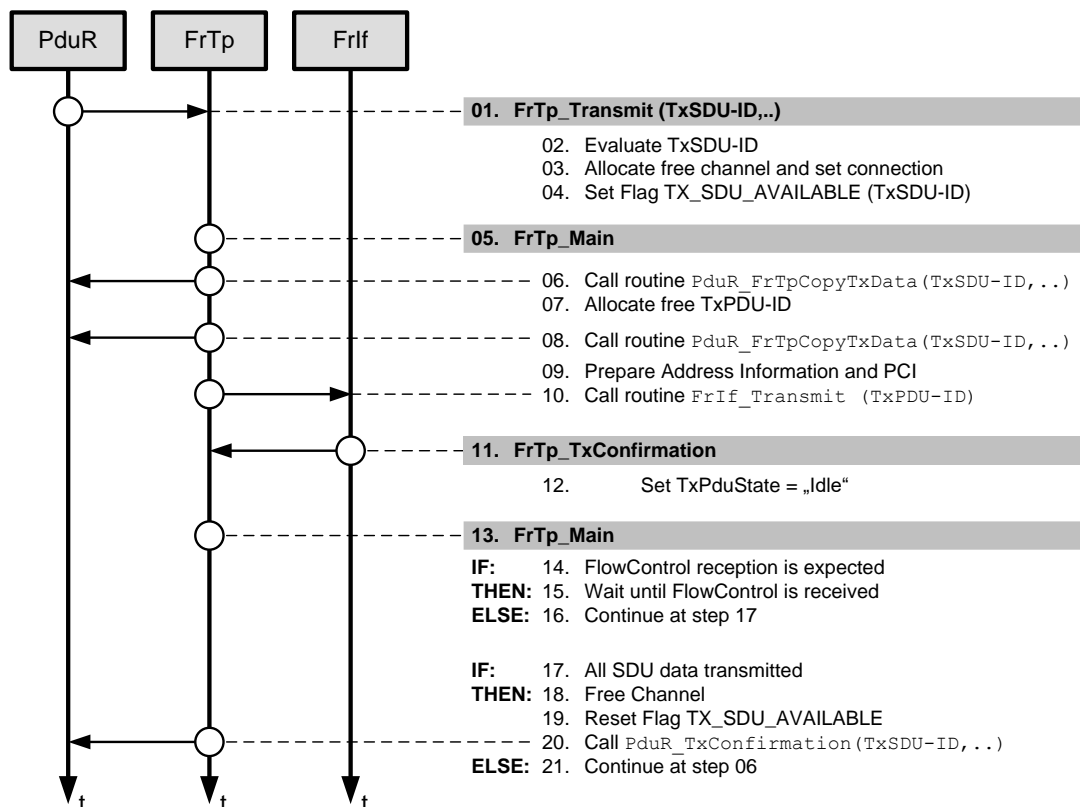 PduR
FrTp
FrIf
01. FrTp_Transmit (TxSDU-ID,..)
02. Evaluate TxSDU-ID
03. Allocate free channel and set connection
04. Set Flag TX_SDU_AVAILABLE (TxSDU-ID)
05. FrTp_Main
06. Call routine PduR_FrTpCopyTxData(TxSDU-ID,..)
07. Allocate free TxPDU-ID
08. Call routine PduR_FrTpCopyTxData(TxSDU-ID,..)
09. Prepare Address Information and PCI
10. Call routine FrIf_Transmit (TxPDU-ID)
11. FrTp_TxConfirmation
12. Set TxPduState = „Idle“
13. FrTp_Main
IF: 14. FlowControl reception is expected
THEN: 15. Wait until FlowControl is received
ELSE: 16. Continue at step 17
IF: 17. All SDU data transmitted
THEN: 18. Free Channel
19. Reset Flag TX_SDU_AVAILABLE
20. Call PduR_TxConfirmation(TxSDU-ID,..)
ELSE: 21. Continue at step 06
t
t
t